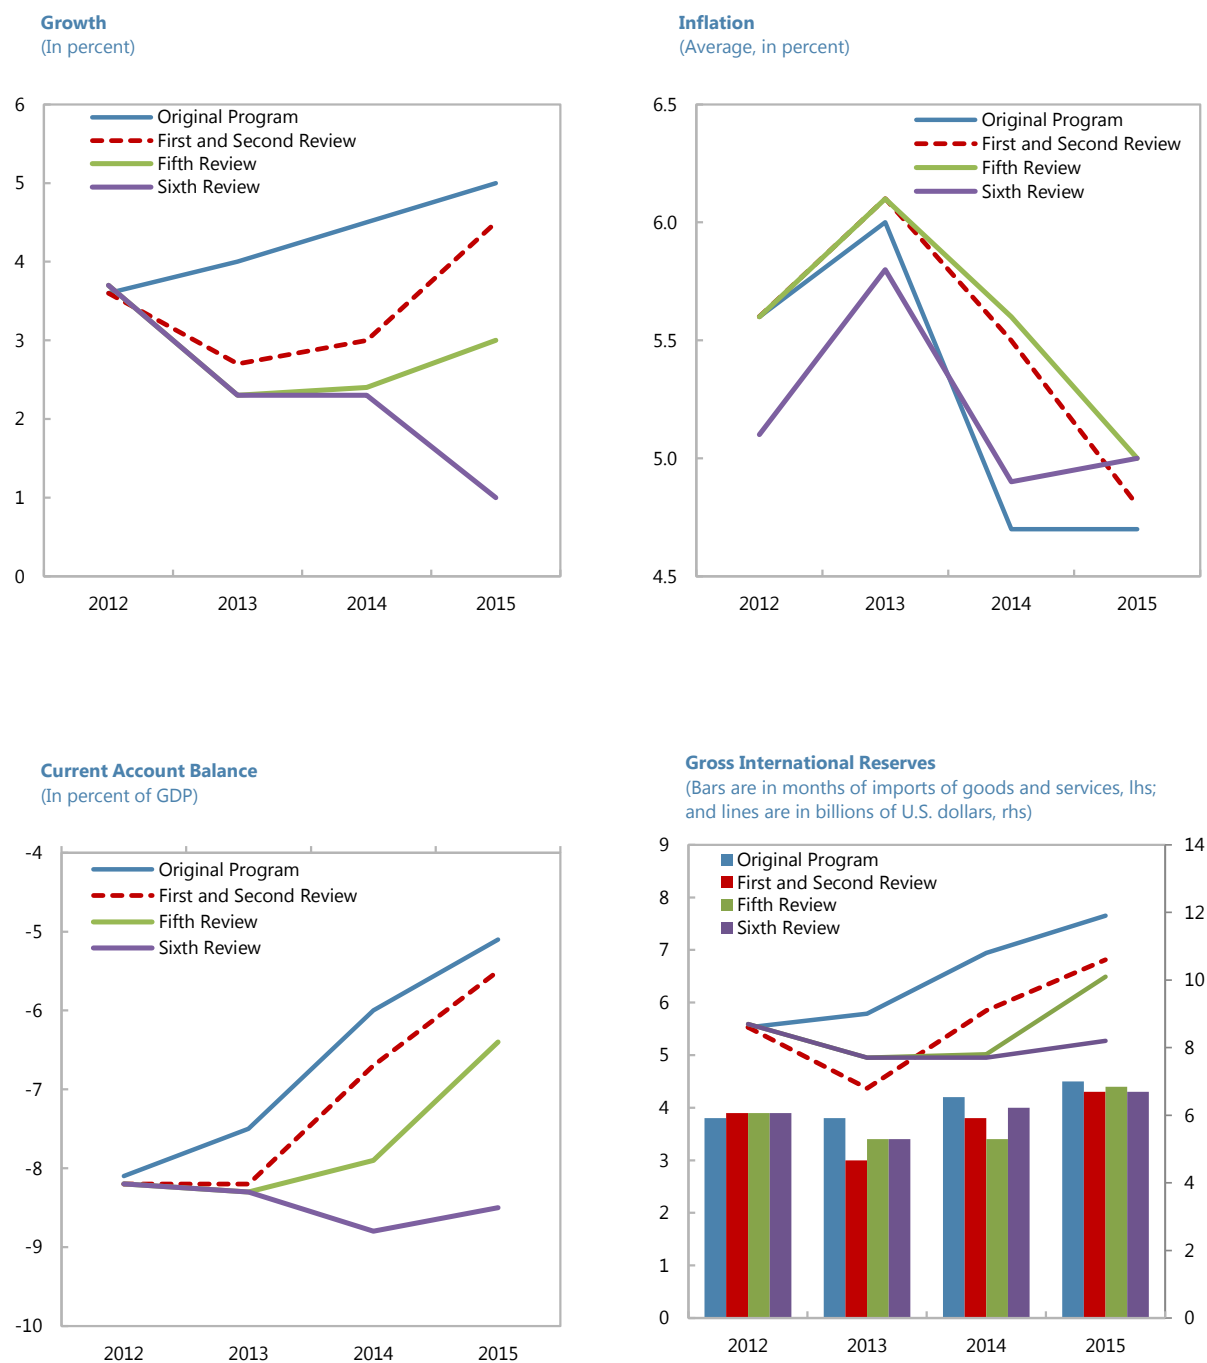 Growth
(In percent)
6
5
4
3
2
1
0
Original Program
First and Second Review
Fifth Review
Sixth Review
2012 2013 2014 2015
Inflation
(Average, in percent)
6.5
6.0
5.5
5.0
4.5
Original Program
First and Second Review
Fifth Review
Sixth Review
2012 2013 2014 2015
Current Account Balance
(In percent of GDP)
-4
-5
-6
-7
-8
-9
-10
Original Program
First and Second Review
Fifth Review
Sixth Review
2012 2013 2014 2015
Gross International Reserves
(Bars are in months of imports of goods and services, lhs;
and lines are in billions of U.S. dollars, rhs)
9
8
7
6
5
4
3
2
1
0
Original Program
First and Second Review
Fifth Review
Sixth Review
14
12
10
8
6
4
2
0
2012 2013 2014 2015